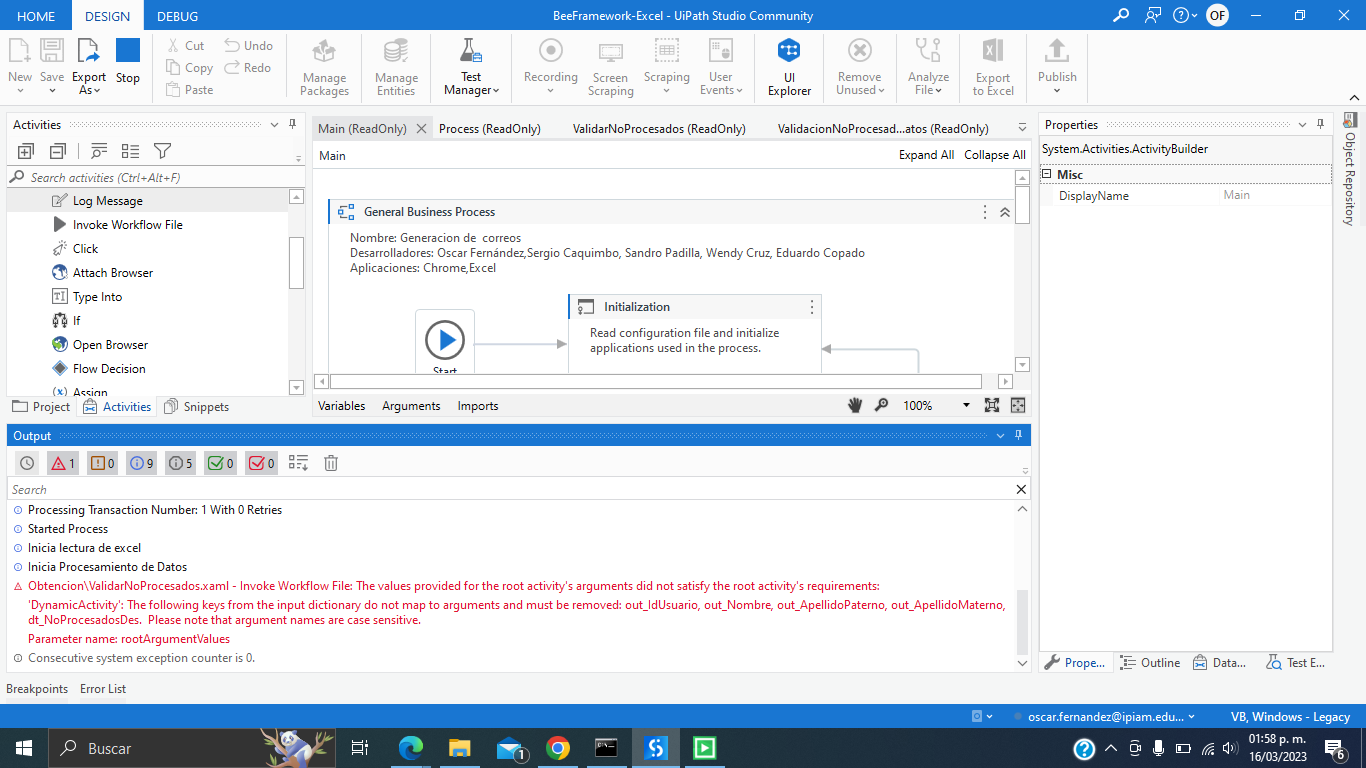 HOME DESIGN DEBUG BeeFramework-Excel - UiPath Studio Community OF
New Save Export As Stop Cut Copy Paste Undo Redo Manage Packages Manage Entities Test Manager Recording Screen Scraping Scraping User Events UI Explorer Remove Unused Analyze File Export to Excel Publish
Activities
Search activities (Ctrl+Alt+F)
Log Message
Invoke Workflow File
Click
Attach Browser
Type Into
If
Open Browser
Flow Decision
Assign
Project Activities Snippets
Main (ReadOnly) Process (ReadOnly) ValidarNoProcesados (ReadOnly) ValidacionNoProcesad...atos (ReadOnly)
Main Expand All Collapse All
General Business Process
Nombre: Generacion de correos
Desarrolladores: Oscar Fernández,Sergio Caquimbo, Sandro Padilla, Wendy Cruz, Eduardo Copado
Aplicaciones: Chrome,Excel
Initialization
Read configuration file and initialize
applications used in the process.
Start
Variables Arguments Imports 100%
Properties
System.Activities.ActivityBuilder
Misc
DisplayName Main
Object Repository
Output
1 0 9 5 0 0
Search
Processing Transaction Number: 1 With 0 Retries
Started Process
Inicia lectura de excel
Inicia Procesamiento de Datos
Obtencion\ValidarNoProcesados.xaml - Invoke Workflow File: The values provided for the root activity's arguments did not satisfy the root activity's requirements:
'DynamicActivity': The following keys from the input dictionary do not map to arguments and must be removed: out_IdUsuario, out_Nombre, out_ApellidoPaterno, out_ApellidoMaterno,
dt_NoProcesadosDes.  Please note that argument names are case sensitive.
Parameter name: rootArgumentValues
Consecutive system exception counter is 0.
Prope... Outline Data... Test E...
Breakpoints Error List
oscar.fernandez@ipiam.edu... VB, Windows - Legacy
Buscar 1 01:58 p. m.
16/03/2023 6